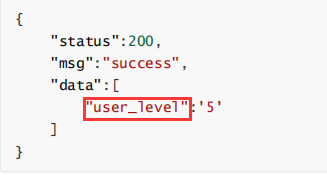 {
"status":200,
"msg":"success",
"data":[
"user_level":'5'
]
}